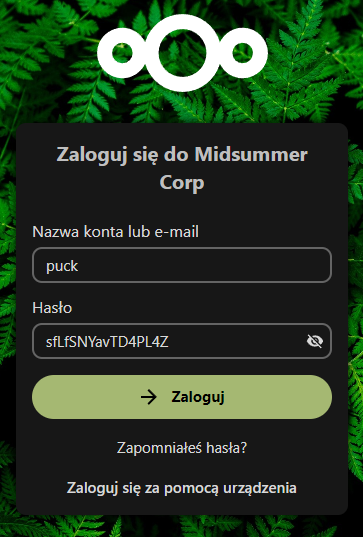 Zaloguj się do Midsummer
Corp
Nazwa konta lub e-mail
puck
Hasło
sfLfSNYavTD4PL4Z
Zaloguj
Zapomniałeś hasła?
Zaloguj się za pomocą urządzenia